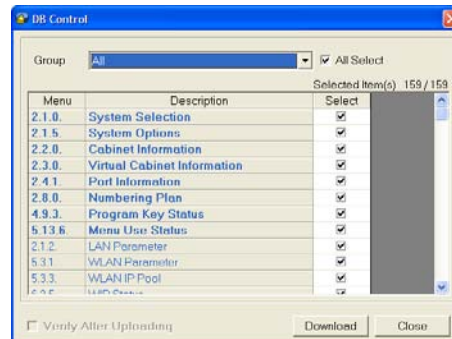 DB Control
Group All All Select
Selected Item(s) 159/159
Menu Description Select
2.1.0. System Selection
2.1.5. System Options
2.2.0. Cabinet Information
2.3.0. Virtual Cabinet Information
2.4.1. Port Information
2.8.0. Numbering Plan
4.9.3. Program Key Status
5.13.6. Menu Use Status
2.1.2. LAN Parameter
5.3.1. WLAN Parameter
5.3.3. WLAN IP Pool
Verify After Uploading Download Close